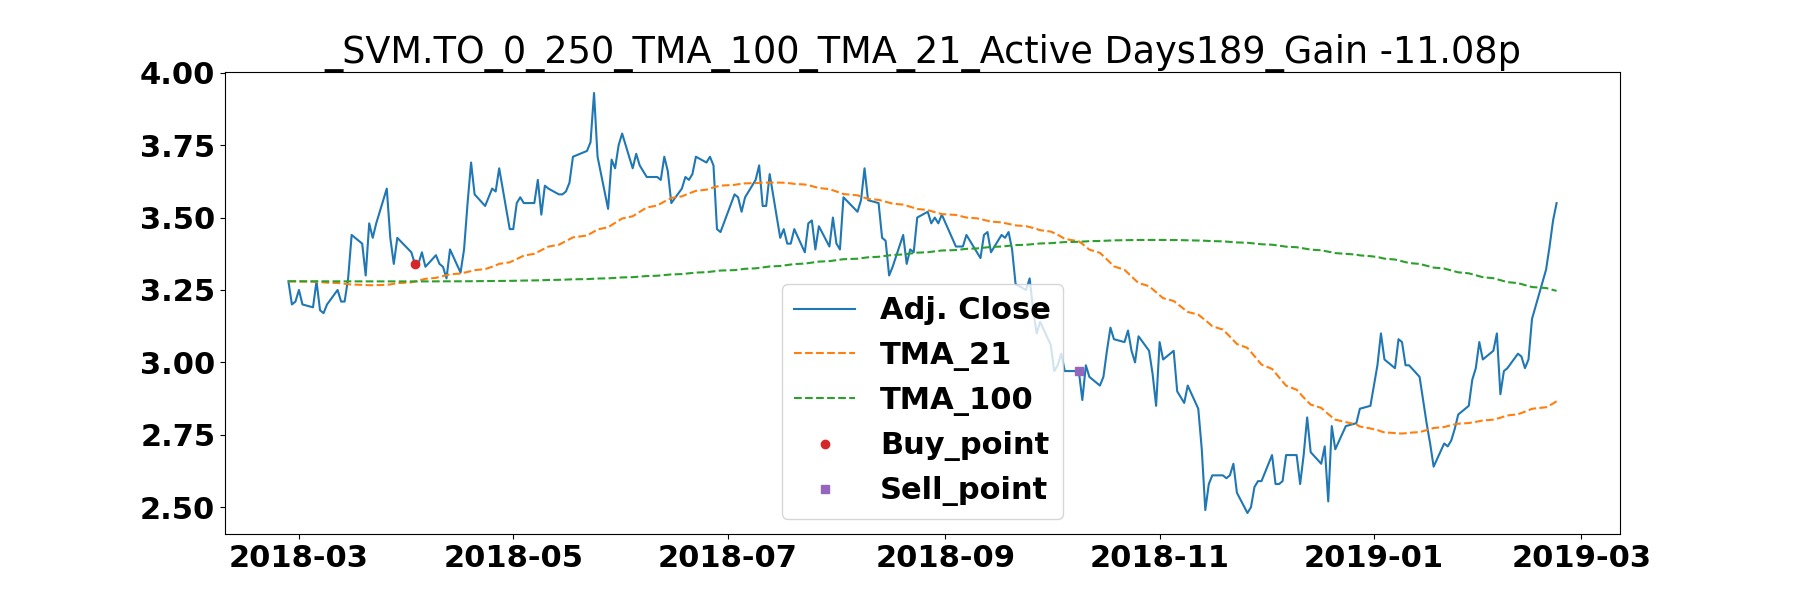 _SVM.TO_0_250_TMA_100_TMA_21_Active Days189_Gain -11.08p
4.00
3.75
3.50
3.25
3.00
2.75
2.50
Adj. Close
TMA_21
TMA_100
Buy_point
Sell_point
2018-03 2018-05 2018-07 2018-09 2018-11 2019-01 2019-03